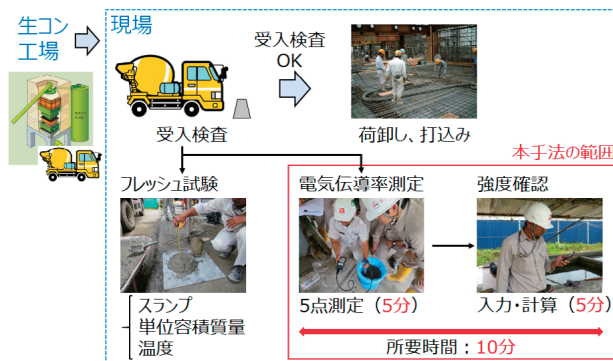 生コン
工場
現場
受入検査
OK
受入検査
荷卸し、打込み
本手法の範囲
フレッシュ試験
電気伝導率測定
強度確認
スランプ
単位容積質量
温度
5点測定（5分）
入力・計算（5分）
所要時間：10分